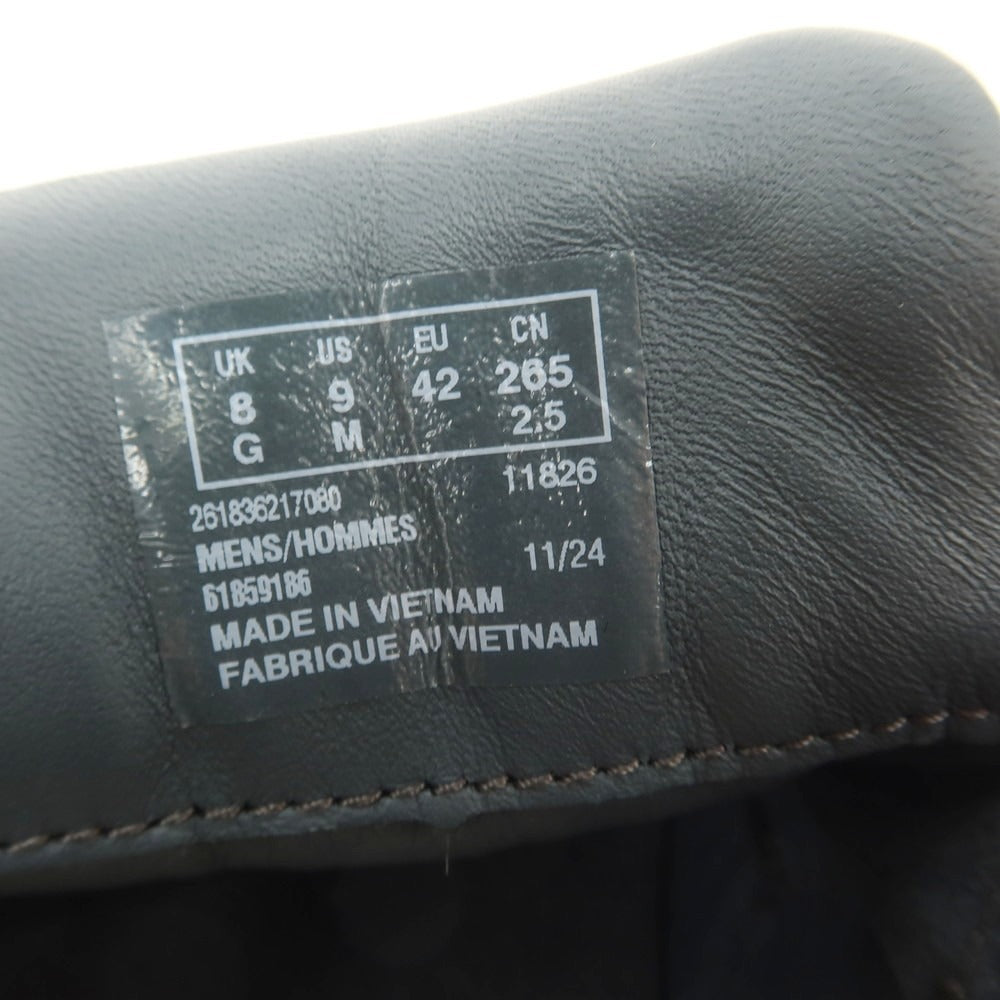 UK US EU CN
8 9 42 265
G M 2.5
261836217080 11826
MENS/HOMMES
61859186 11/24
MADE IN VIETNAM
FABRIQUE AU VIETNAM